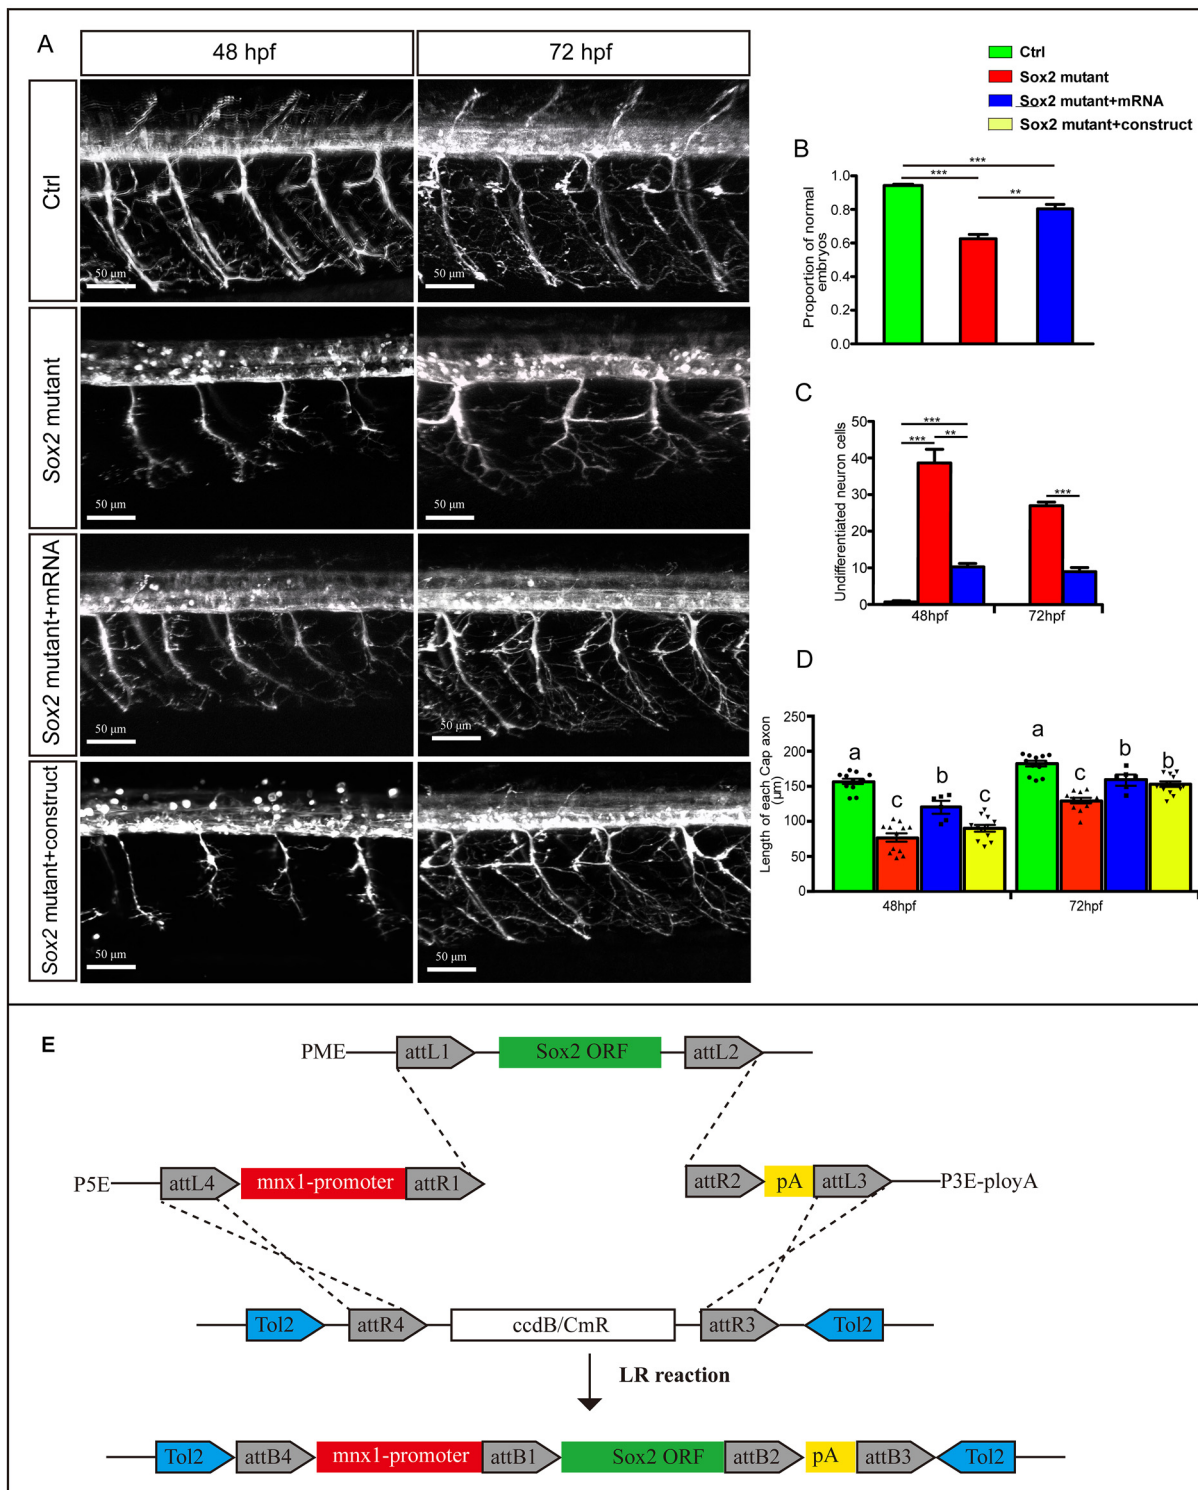 A
48 hpf
72 hpf
Ctrl
Sox2 mutant
Sox2 mutant+mRNA
Sox2 mutant+construct
50 μm
50 μm
50 μm
50 μm
50 μm
50 μm
50 μm
50 μm
Ctrl
Sox2 mutant
Sox2 mutant+mRNA
Sox2 mutant+construct
B
Proportion of normal
embryos
1.0
0.8
0.6
0.4
0.2
0.0
***
***
**
C
Undifferentiated neuron cells
50
40
30
20
10
0
***
***
**
***
48hpf
72hpf
D
Length of each Cap axon
(μm)
250
200
150
100
50
0
a
c
b
c
a
c
b
b
48hpf
72hpf
E
PME
attL1
Sox2 ORF
attL2
P5E
attL4
mnx1-promoter
attR1
attR2
pA
attL3
P3E-ployA
Tol2
attR4
ccdB/CmR
attR3
Tol2
LR reaction
Tol2
attB4
mnx1-promoter
attB1
Sox2 ORF
attB2
pA
attB3
Tol2